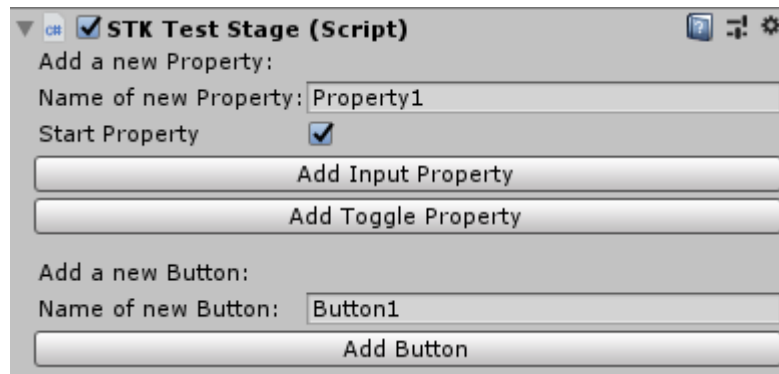 c# STK Test Stage (Script)
Add a new Property:
Name of new Property: Property1
Start Property
Add Input Property
Add Toggle Property
Add a new Button:
Name of new Button: Button1
Add Button